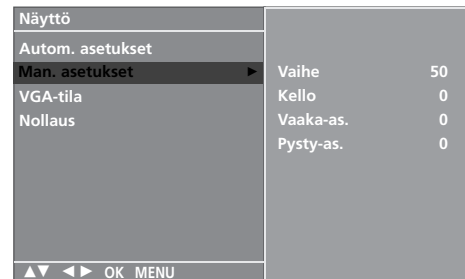 Näyttö
Autom. asetukset
Man. asetukset ►
VGA-tila
Nollaus
Vaihe 50
Kello 0
Vaaka-as. 0
Pysty-as. 0
▲▼ ◄► OK MENU